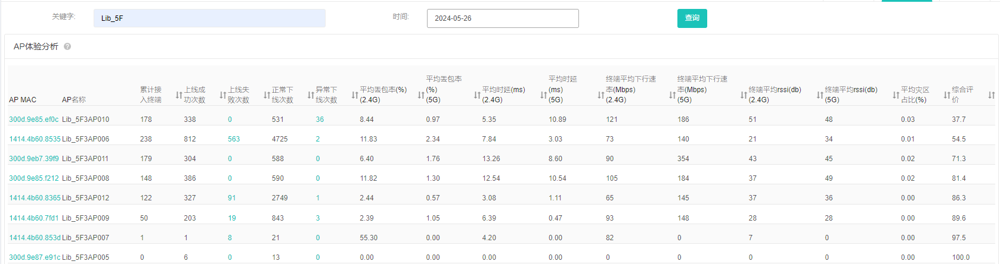 关键字: Lib_5F 时间: 2024-05-26 查询
AP体验分析 ?
AP MAC AP名称 累计接入终端 上线成功次数 上线失败次数 正常下线次数 异常下线次数 平均丢包率(%)(2.4G) 平均丢包率(%)(5G) 平均时延(ms)(2.4G) 平均时延(ms)(5G) 终端平均下行速率(Mbps)(2.4G) 终端平均下行速率(Mbps)(5G) 终端平均rssi(db)(2.4G) 终端平均rssi(db)(5G) 平均灾区占比(%) 综合评价
300d.9e85.ef0c Lib_5F3AP010 178 338 0 531 36 8.44 0.97 5.35 10.89 121 186 51 48 0.03 37.7
1414.4b60.8535 Lib_5F3AP006 238 812 563 4725 2 11.83 2.34 7.84 3.03 73 140 21 34 0.01 54.5
300d.9eb7.39f9 Lib_5F3AP011 179 304 0 588 0 6.40 1.76 13.26 8.60 90 354 43 45 0.02 71.3
300d.9e85.f212 Lib_5F3AP008 148 386 0 590 0 11.82 1.30 12.54 10.54 105 184 37 49 0.02 81.4
1414.4b60.8365 Lib_5F3AP012 122 327 91 2749 1 2.44 0.57 3.08 1.11 65 145 37 36 0.00 86.3
1414.4b60.7fd1 Lib_5F3AP009 50 203 19 843 3 2.39 1.05 6.39 0.47 93 148 28 28 0.00 89.6
1414.4b60.853d Lib_5F3AP007 1 1 8 21 0 55.30 0.00 4.20 0.00 82 0 7 0 0.00 97.5
300d.9e87.e91c Lib_5F3AP005 0 6 0 13 0 0.00 0.00 0.00 0.00 0 0 0 0 0.00 100.0